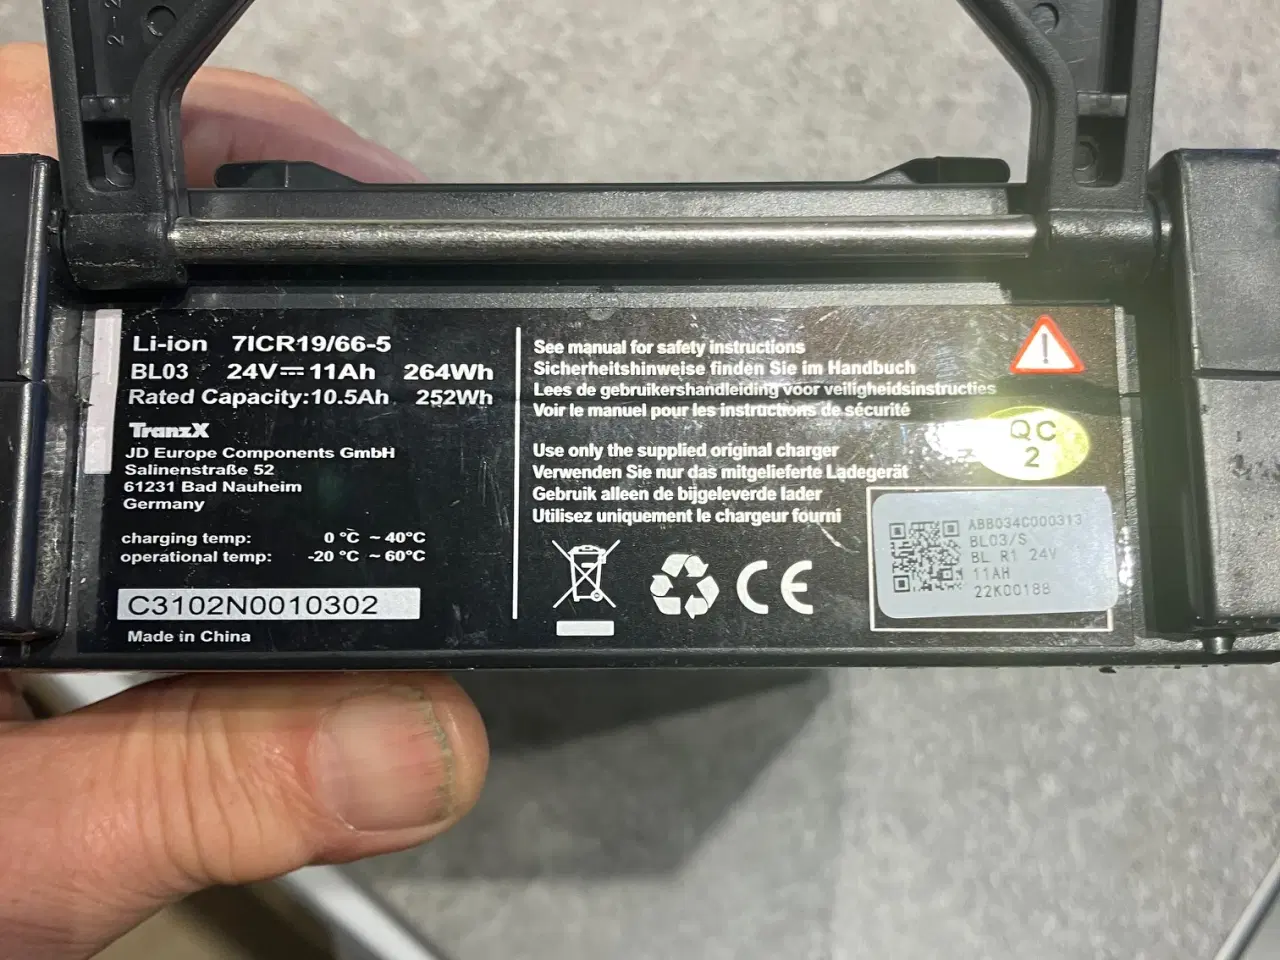 Li-ion 7ICR19/66-5
BL03 24V⎓11Ah 264Wh
Rated Capacity:10.5Ah 252Wh
TranzX
JD Europe Components GmbH
Salinenstraße 52
61231 Bad Nauheim
Germany
charging temp: 0 °C ~ 40°C
operational temp: -20 °C ~ 60°C
C3102N0010302
Made in China
See manual for safety instructions
Sicherheitshinweise finden Sie im Handbuch
Lees de gebruikershandleiding voor veiligheidsinstructies
Voir le manuel pour les instructions de sécurité
Use only the supplied original charger
Verwenden Sie nur das mitgelieferte Ladegerät
Gebruik alleen de bijgeleverde lader
Utilisez uniquement le chargeur fourni
CE
!
QC
2
ABB034C000313
BL03/S
BL R1 24V
11AH
22K00188